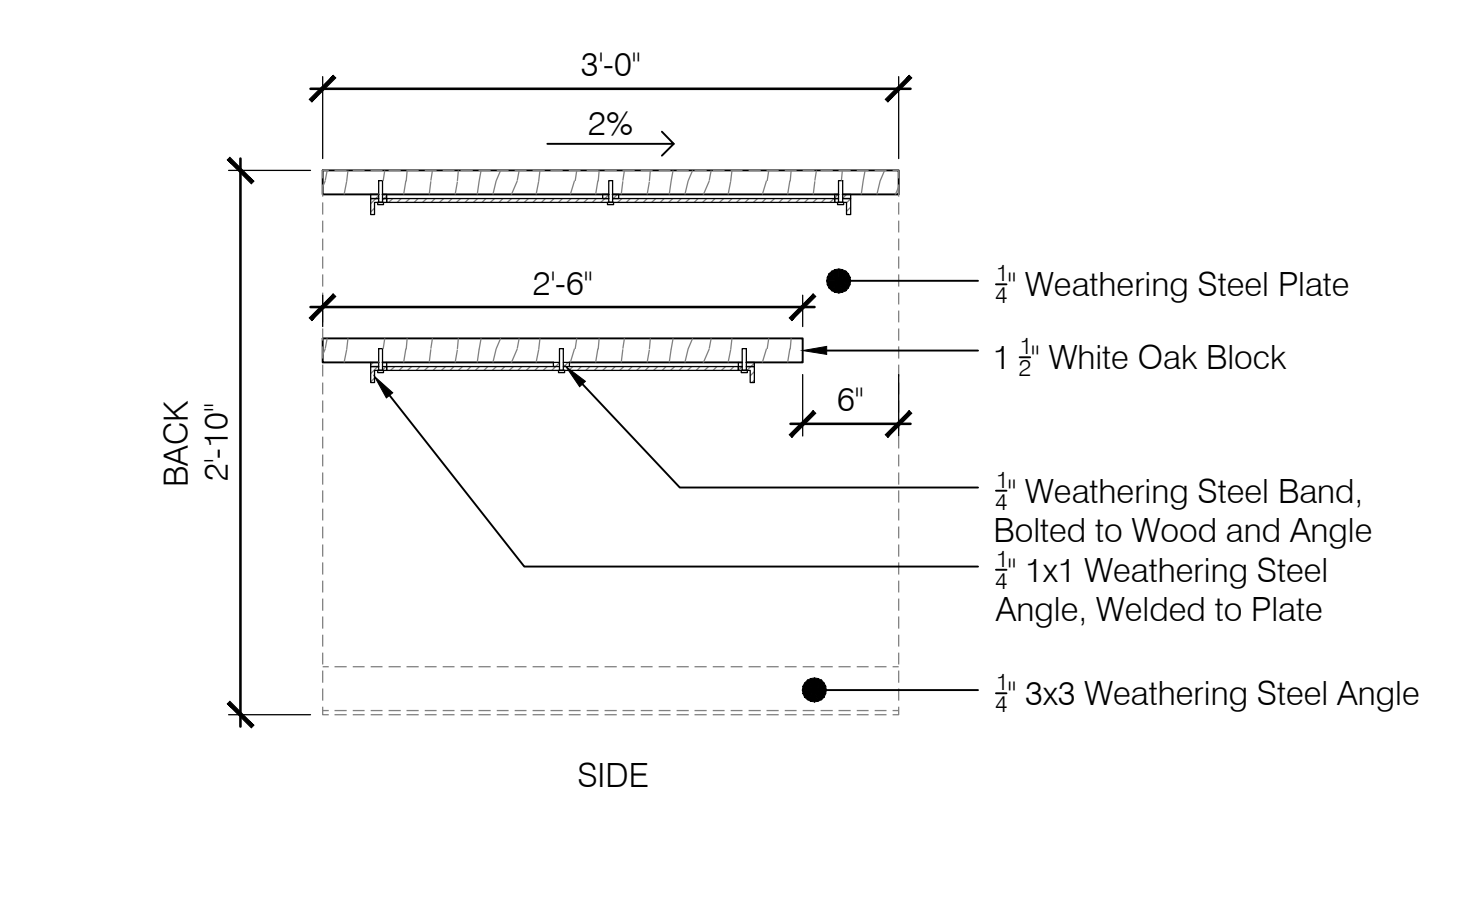 3'-0"
2%
2'-6"
1/4" Weathering Steel Plate
1 1/2" White Oak Block
6"
BACK
2'-10"
1/4" Weathering Steel Band,
Bolted to Wood and Angle
1/4" 1x1 Weathering Steel
Angle, Welded to Plate
1/4" 3x3 Weathering Steel Angle
SIDE